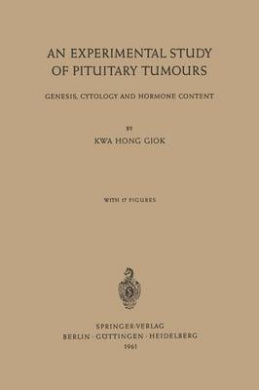 AN EXPERIMENTAL STUDY
OF PITUITARY TUMOURS
GENESIS, CYTOLOGY AND HORMONE CONTENT
BY
KWA HONG GIOK
WITH 17 FIGURES
SPRINGER-VERLAG
BERLIN · GÖTTINGEN · HEIDELBERG
1961